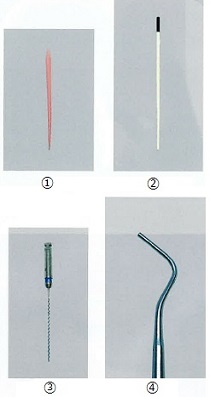 ① ②
③ ④